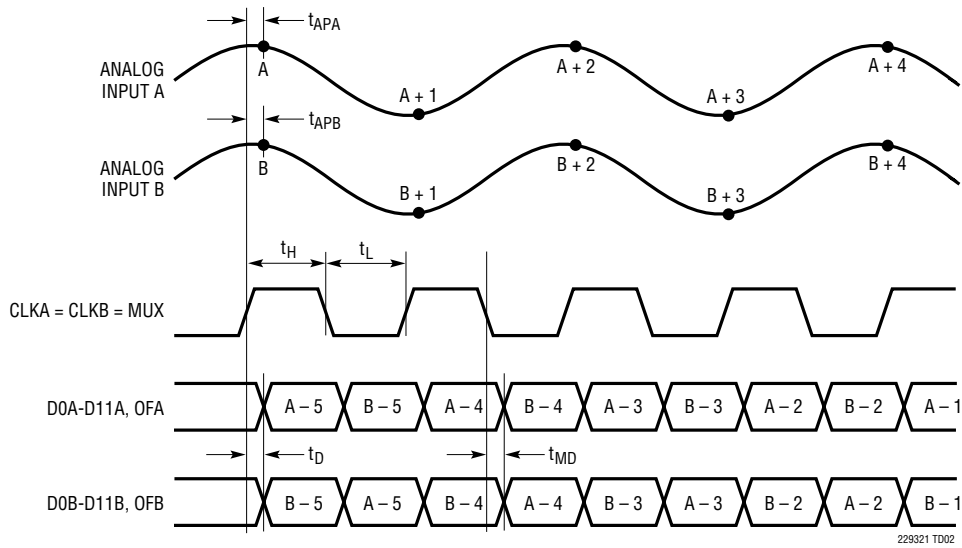 tAPA
ANALOG
INPUT A
A
A + 1
A + 2
A + 3
A + 4
tAPB
ANALOG
INPUT B
B
B + 1
B + 2
B + 3
B + 4
tH
tL
CLKA = CLKB = MUX
D0A-D11A, OFA
A – 5
B – 5
A – 4
B – 4
A – 3
B – 3
A – 2
B – 2
A – 1
tD
tMD
D0B-D11B, OFB
B – 5
A – 5
B – 4
A – 4
B – 3
A – 3
B – 2
A – 2
B – 1
229321 TD02